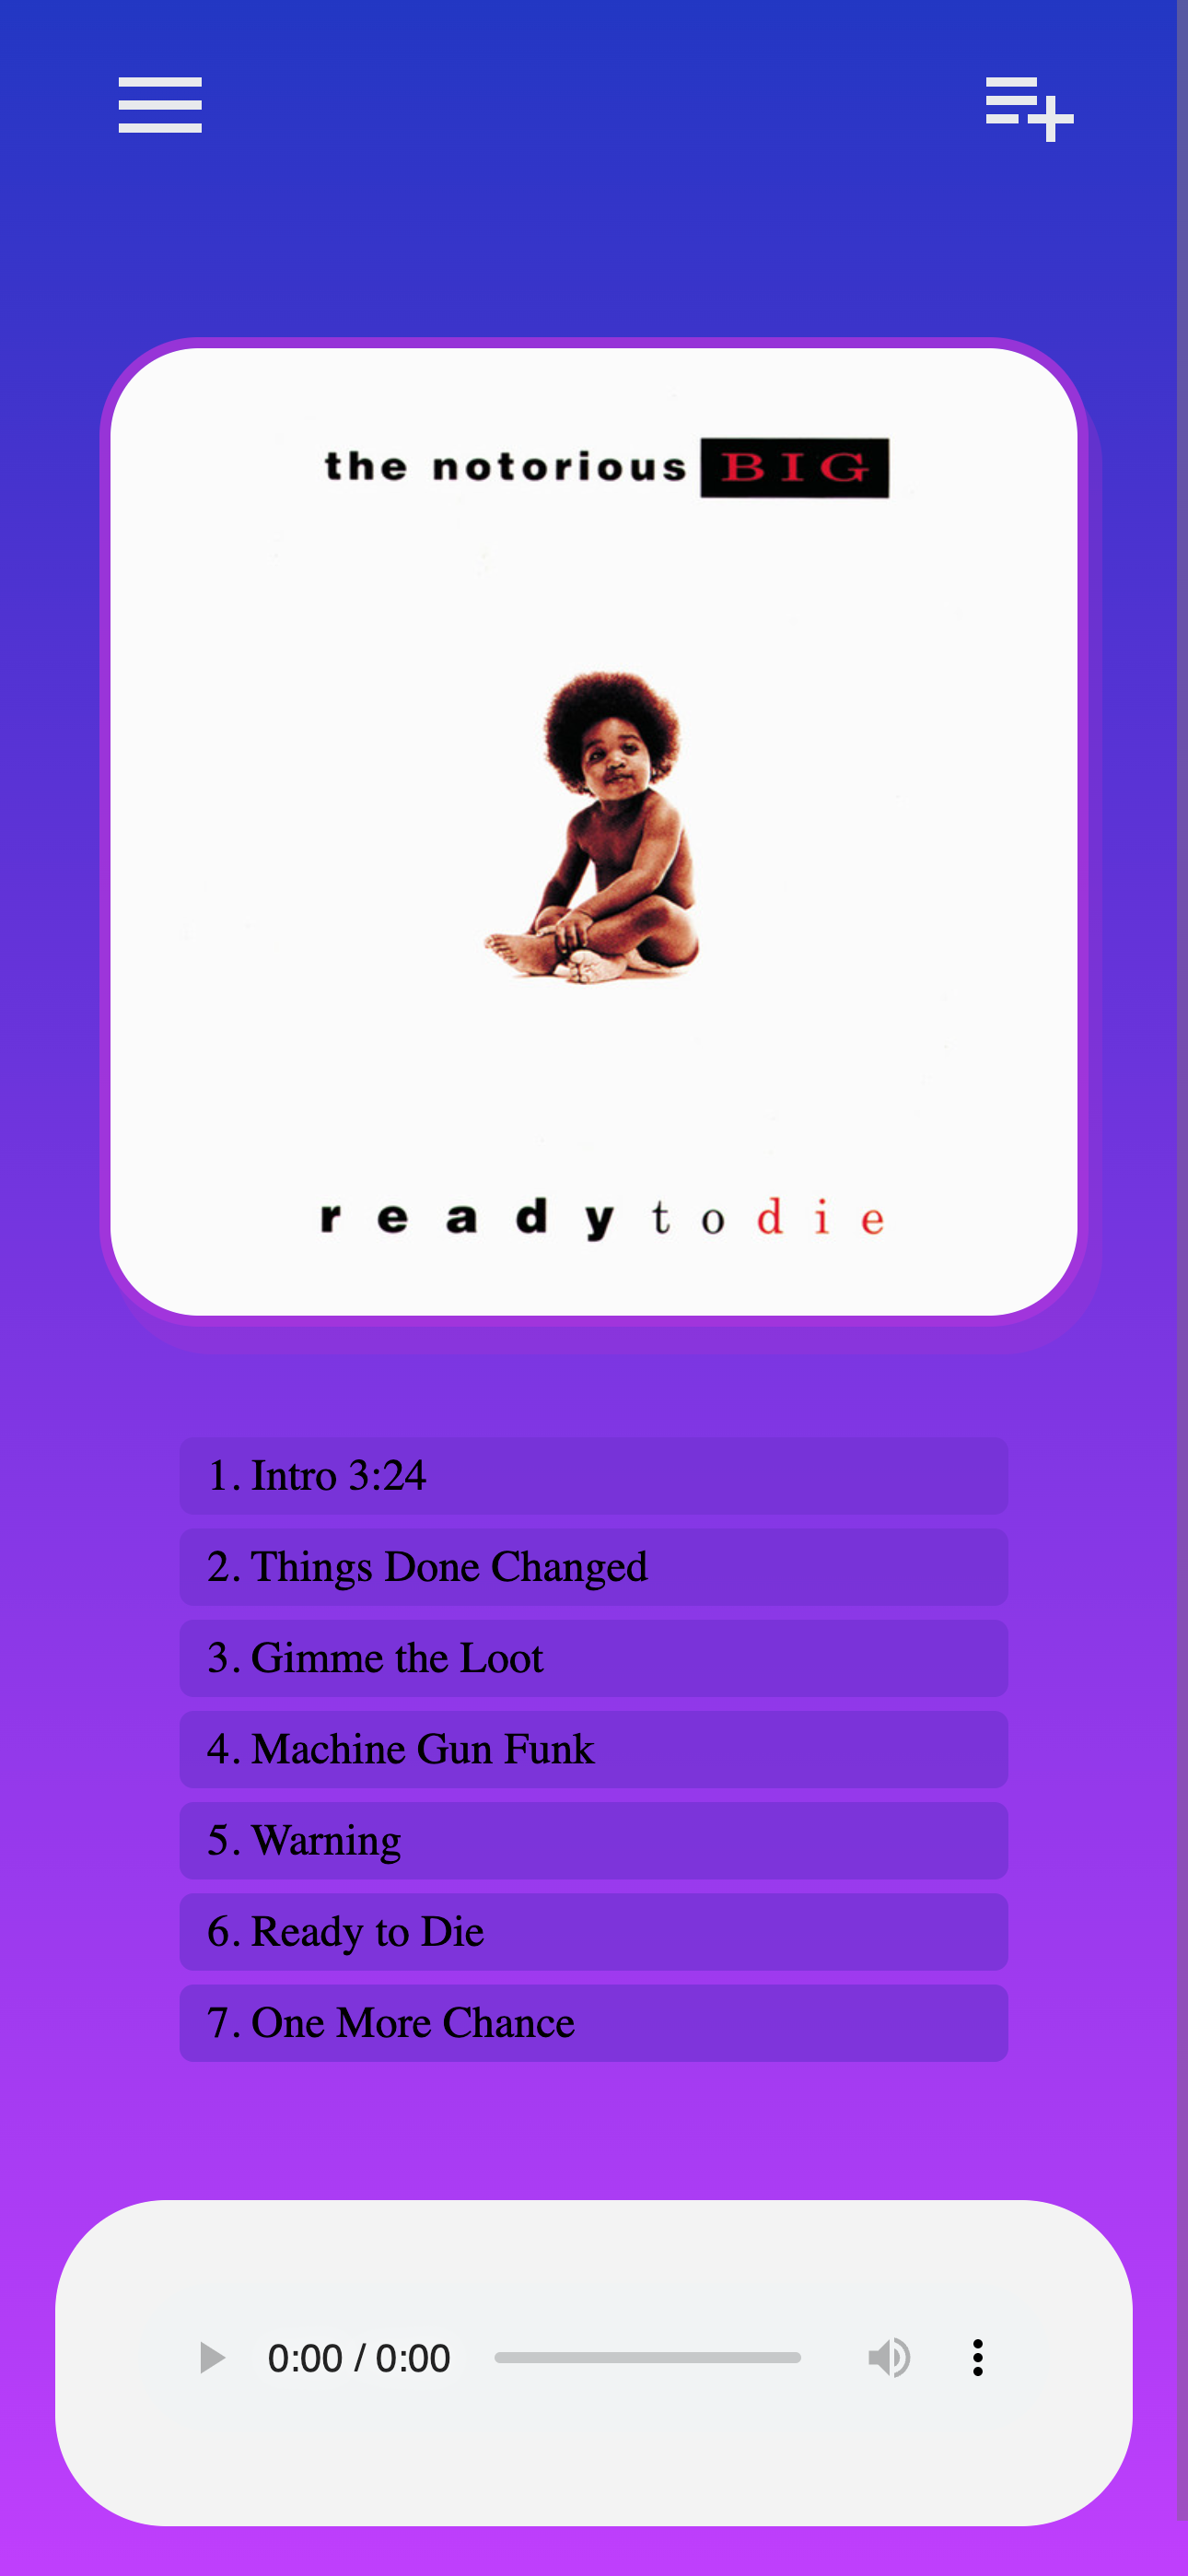 the notorious BIG
ready to die
1. Intro 3:24
2. Things Done Changed
3. Gimme the Loot
4. Machine Gun Funk
5. Warning
6. Ready to Die
7. One More Chance
0:00 / 0:00